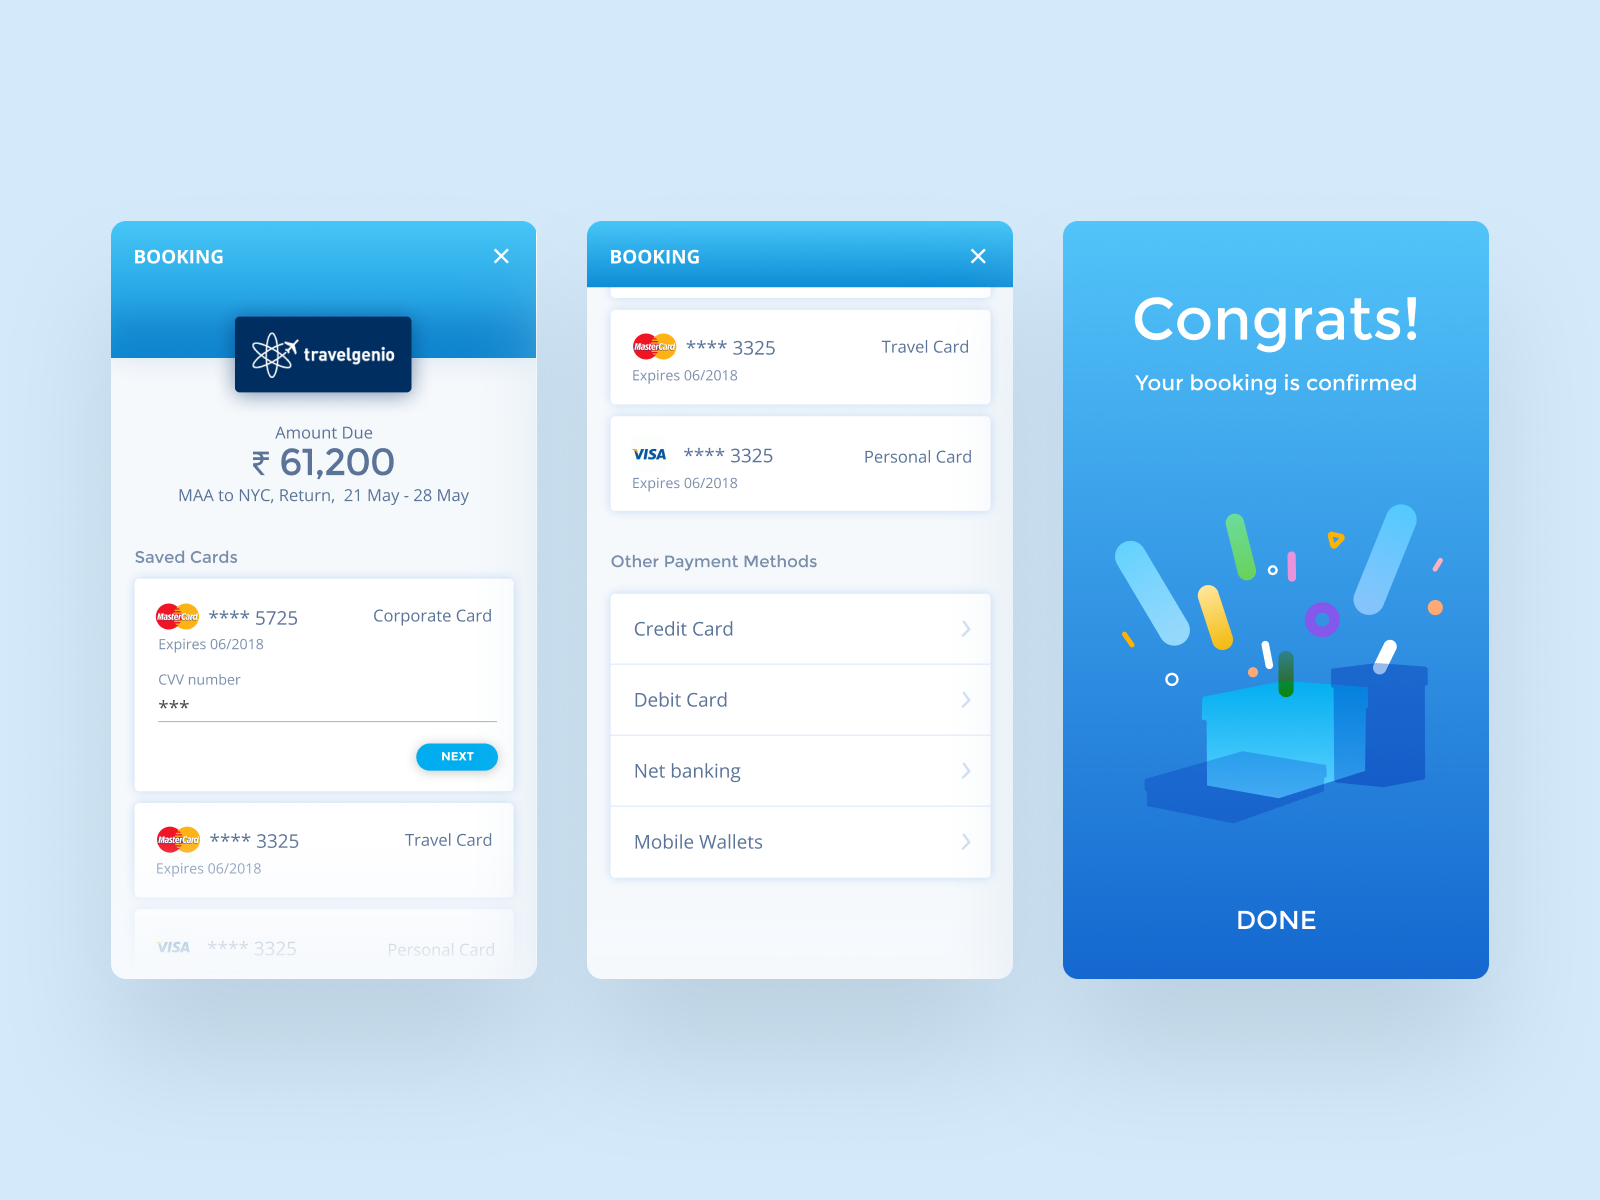 BOOKING
travelgenio
Amount Due
₹ 61,200
MAA to NYC, Return, 21 May - 28 May
Saved Cards
MasterCard **** 5725 Corporate Card
Expires 06/2018
CVV number
***
NEXT
MasterCard **** 3325 Travel Card
Expires 06/2018
VISA **** 3325 Personal Card
BOOKING
MasterCard **** 3325 Travel Card
Expires 06/2018
VISA **** 3325 Personal Card
Expires 06/2018
Other Payment Methods
Credit Card
Debit Card
Net banking
Mobile Wallets
Congrats!
Your booking is confirmed
DONE